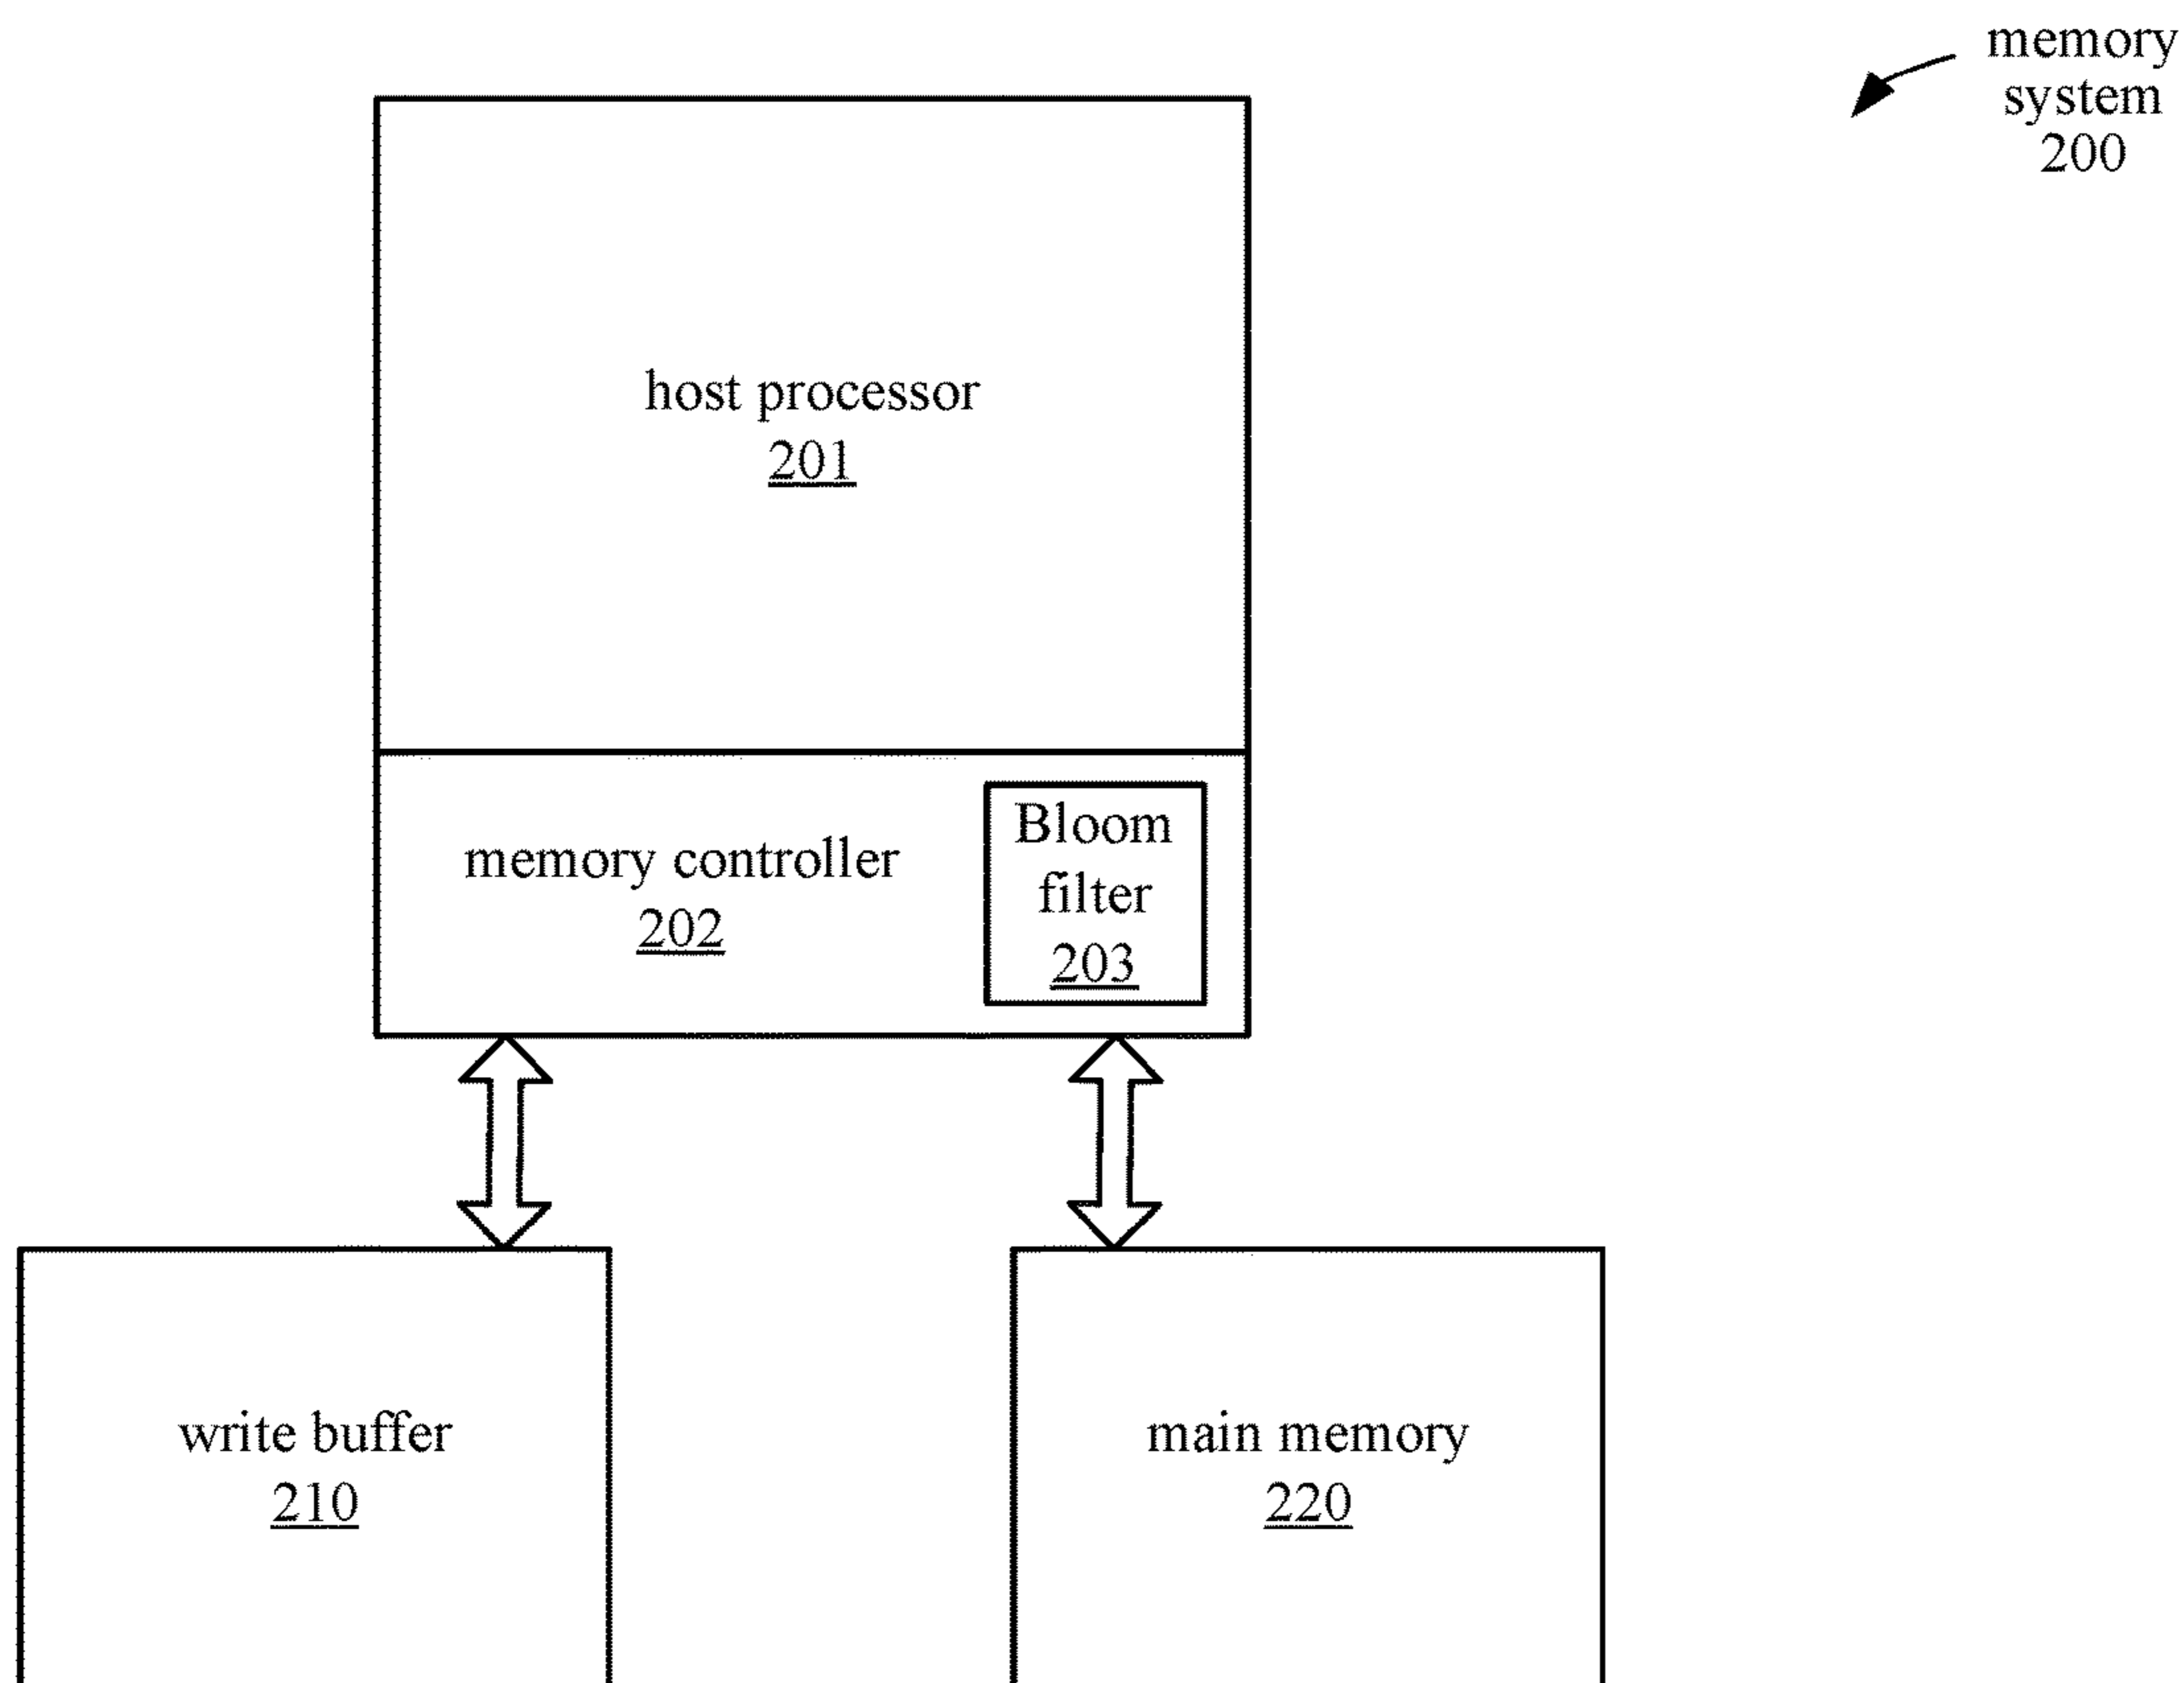 memory
system
200
host processor
201
memory controller
202
Bloom
filter
203
write buffer
210
main memory
220